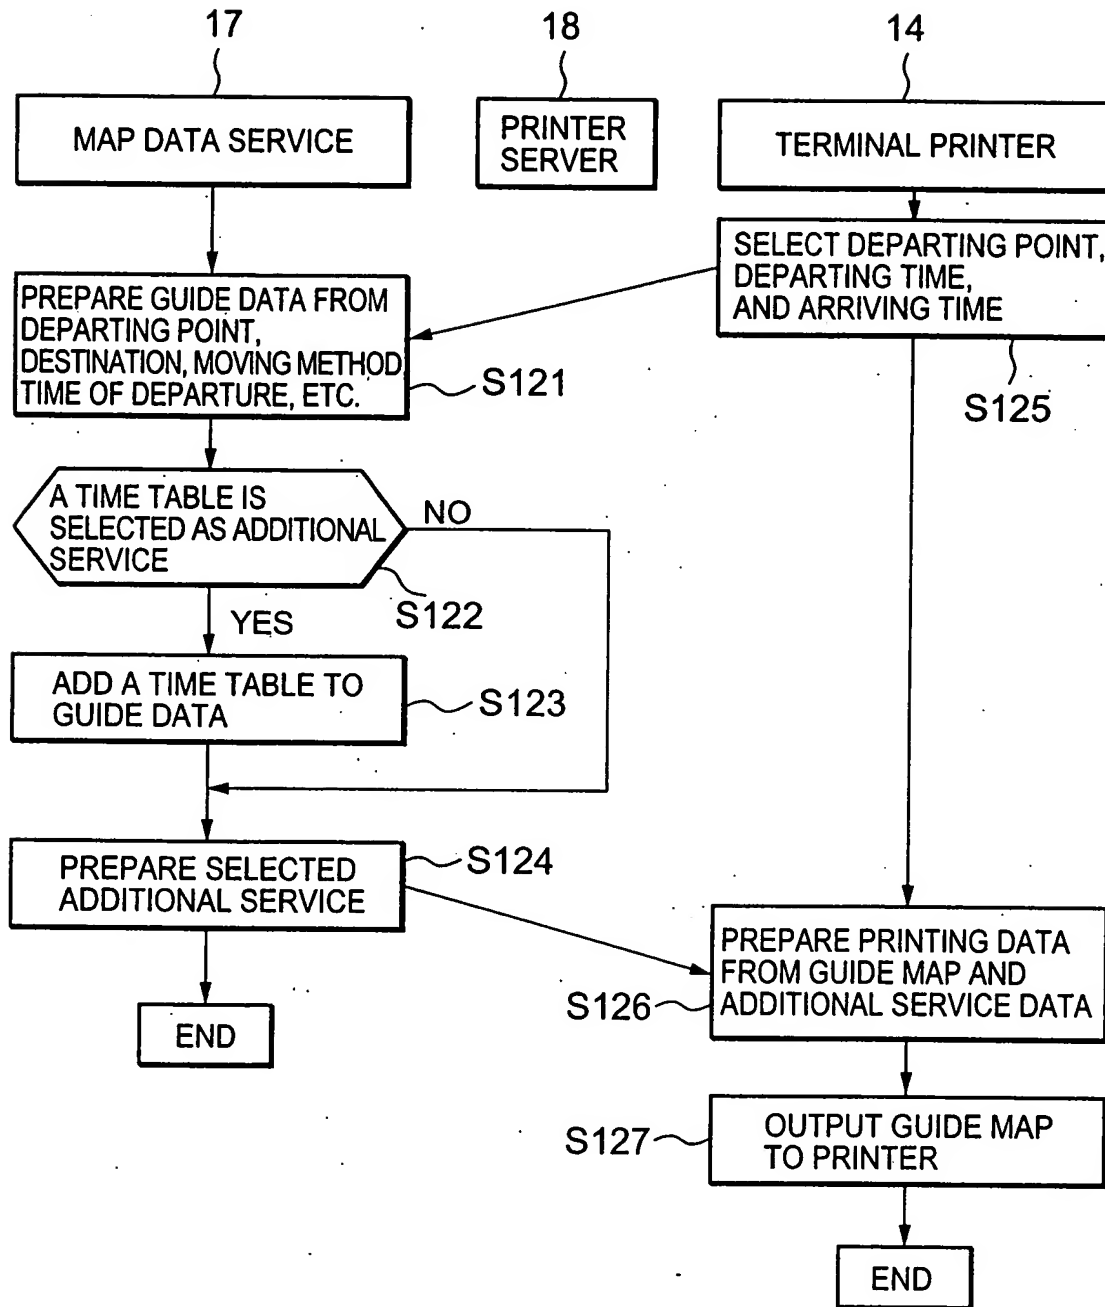 17
18
14
MAP DATA SERVICE
PRINTER
SERVER
TERMINAL PRINTER
SELECT DEPARTING POINT,
DEPARTING TIME,
AND ARRIVING TIME
S125
PREPARE GUIDE DATA FROM
DEPARTING POINT,
DESTINATION, MOVING METHOD
TIME OF DEPARTURE, ETC.
S121
A TIME TABLE IS
SELECTED AS ADDITIONAL
SERVICE
NO
S122
YES
ADD A TIME TABLE TO
GUIDE DATA
S123
PREPARE SELECTED
ADDITIONAL SERVICE
S124
END
PREPARE PRINTING DATA
FROM GUIDE MAP AND
ADDITIONAL SERVICE DATA
S126
OUTPUT GUIDE MAP
TO PRINTER
S127
END